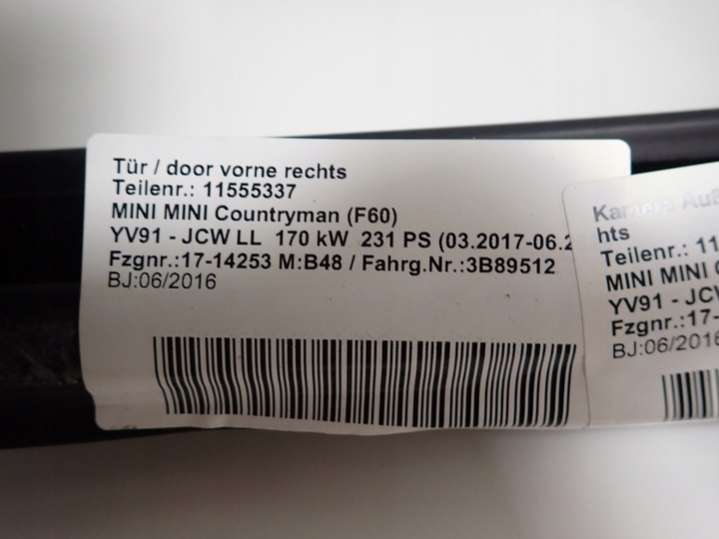 Tür / door vorne rechts
Teilenr.: 11555337
MINI MINI Countryman (F60)
YV91 - JCW LL 170 kW 231 PS (03.2017-06.2
Fzgnr.:17-14253 M:B48 / Fahrg.Nr.:3B89512
BJ:06/2016
Kamera Auß
hts
Teilenr.: 11
MINI MINI C
YV91 - JCW
Fzgnr.:17-
BJ:06/2016